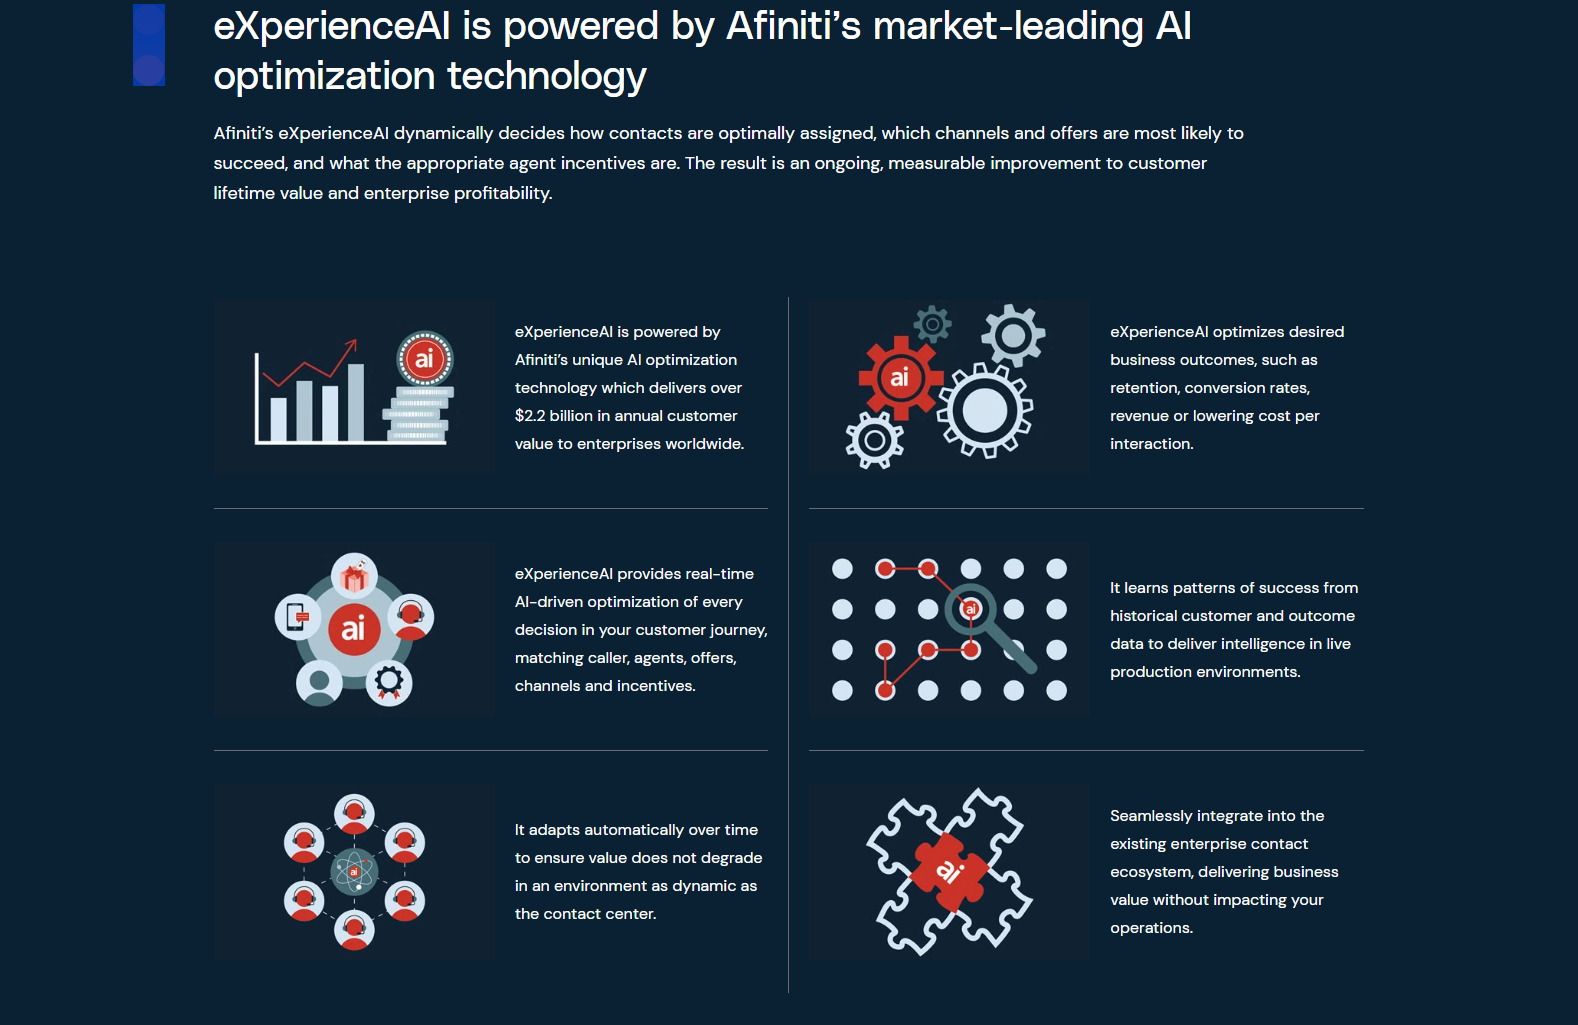 eXperienceAI is powered by Afiniti’s market-leading AI
optimization technology
Afiniti’s eXperienceAI dynamically decides how contacts are optimally assigned, which channels and offers are most likely to
succeed, and what the appropriate agent incentives are. The result is an ongoing, measurable improvement to customer
lifetime value and enterprise profitability.
ai
eXperienceAI is powered by
Afiniti’s unique AI optimization
technology which delivers over
$2.2 billion in annual customer
value to enterprises worldwide.
ai
eXperienceAI optimizes desired
business outcomes, such as
retention, conversion rates,
revenue or lowering cost per
interaction.
ai
eXperienceAI provides real-time
AI-driven optimization of every
decision in your customer journey,
matching caller, agents, offers,
channels and incentives.
ai
It learns patterns of success from
historical customer and outcome
data to deliver intelligence in live
production environments.
ai
It adapts automatically over time
to ensure value does not degrade
in an environment as dynamic as
the contact center.
ai
Seamlessly integrate into the
existing enterprise contact
ecosystem, delivering business
value without impacting your
operations.